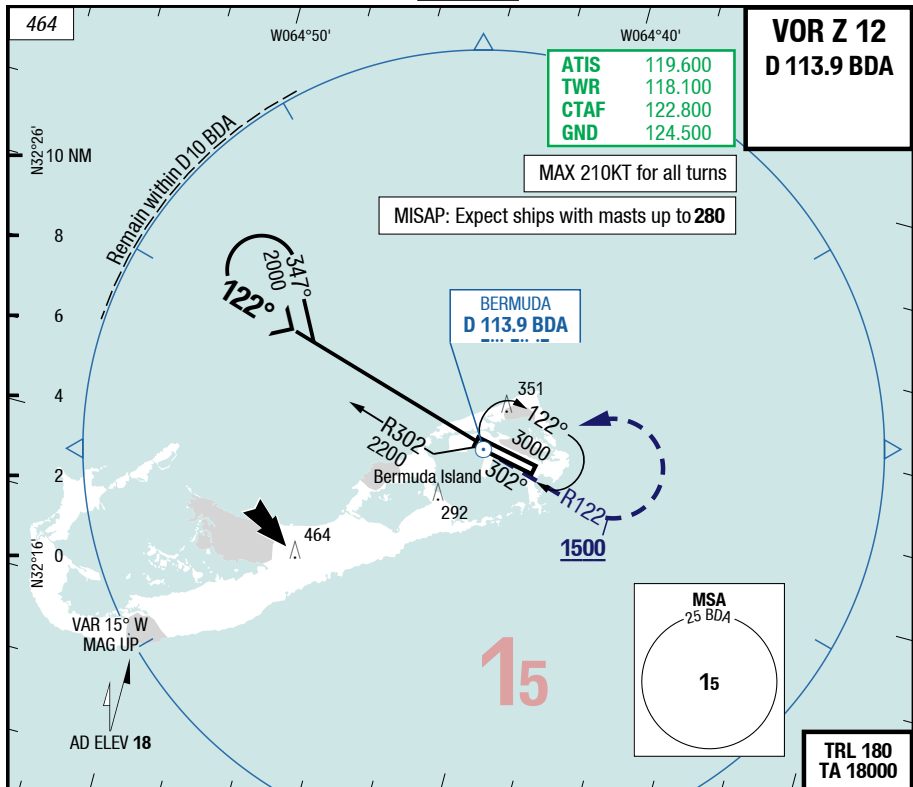 464
W064°50'
W064°40'
VOR Z 12
D 113.9 BDA
ATIS 119.600
TWR 118.100
CTAF 122.800
GND 124.500
MAX 210KT for all turns
MISAP: Expect ships with masts up to 280
Remain within D10 BDA
N32°26'
10 NM
8
6
4
2
0
N32°16'
347°
2000
122°
BERMUDA
D 113.9 BDA
351
122°
3000
302°
R302
2200
Bermuda Island
292
R122
1500
464
VAR 15° W
MAG UP
AD ELEV 18
15
MSA
25 BDA
15
TRL 180
TA 18000